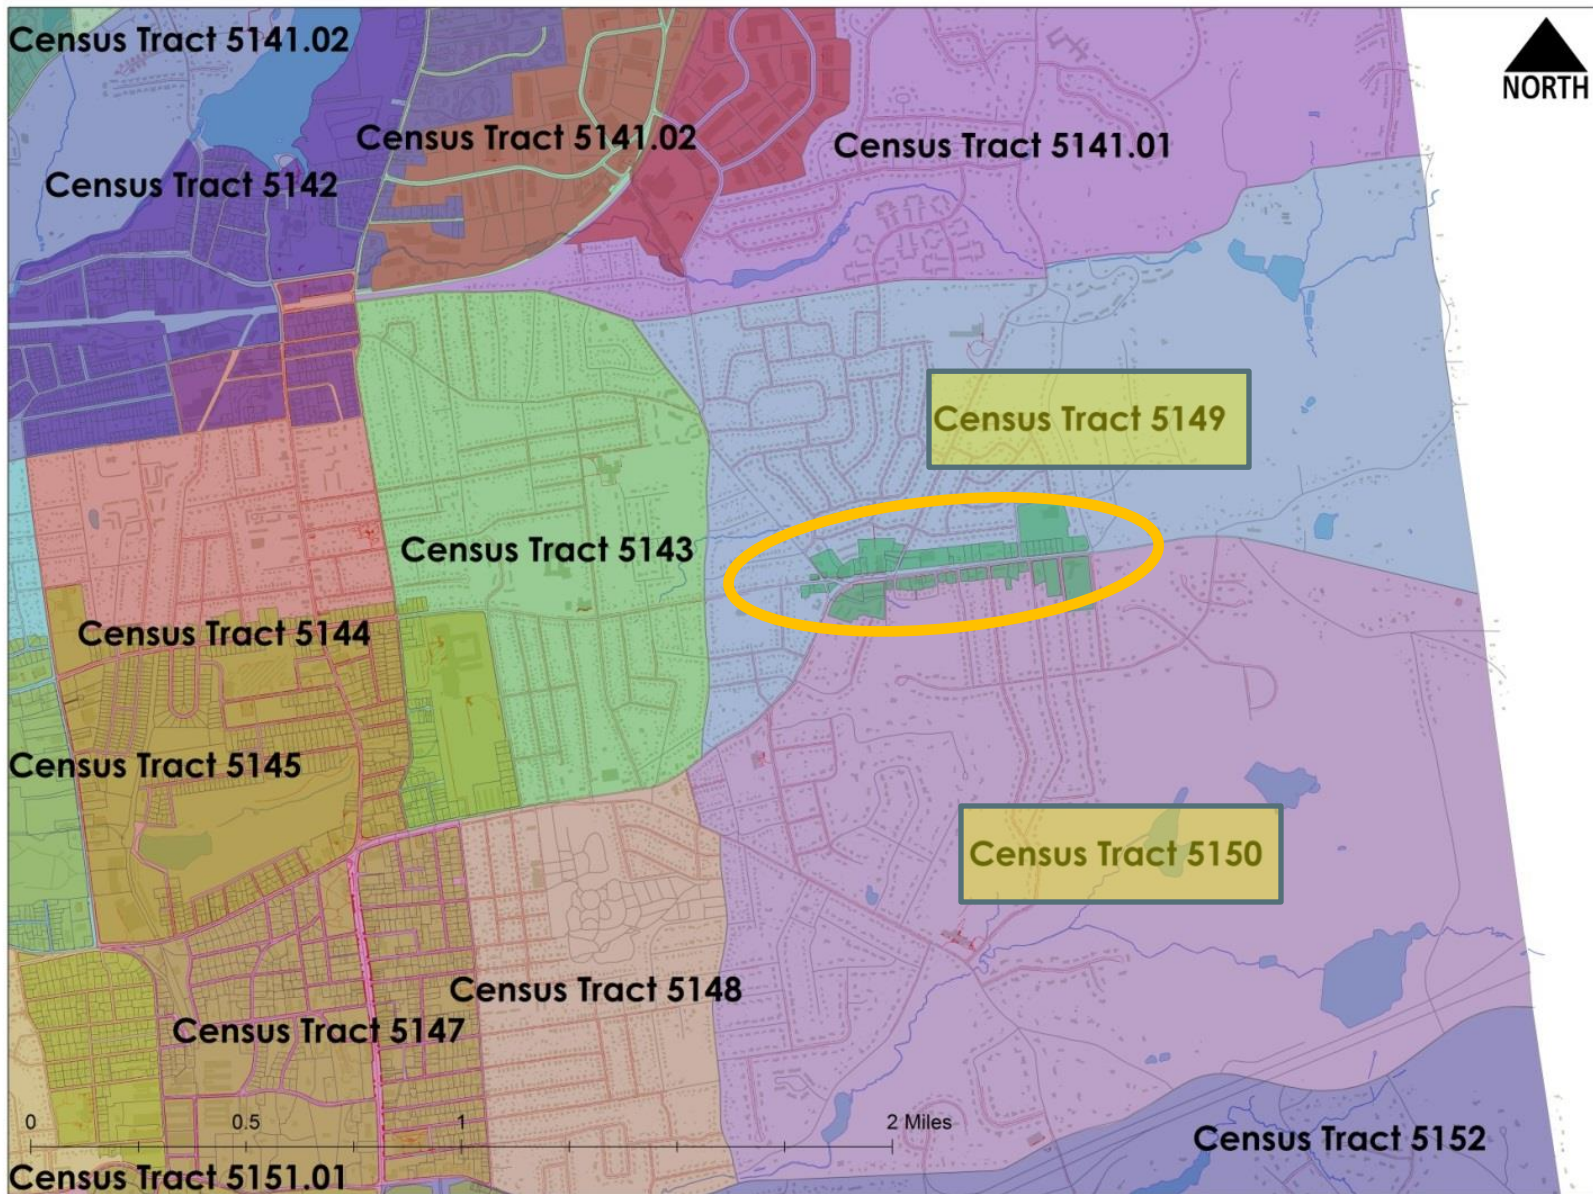 Census Tract 5141.02
NORTH
Census Tract 5141.02
Census Tract 5141.01
Census Tract 5142
Census Tract 5149
Census Tract 5143
Census Tract 5144
Census Tract 5145
Census Tract 5150
Census Tract 5148
Census Tract 5147
0 0.5 1 2 Miles
Census Tract 5152
Census Tract 5151.01